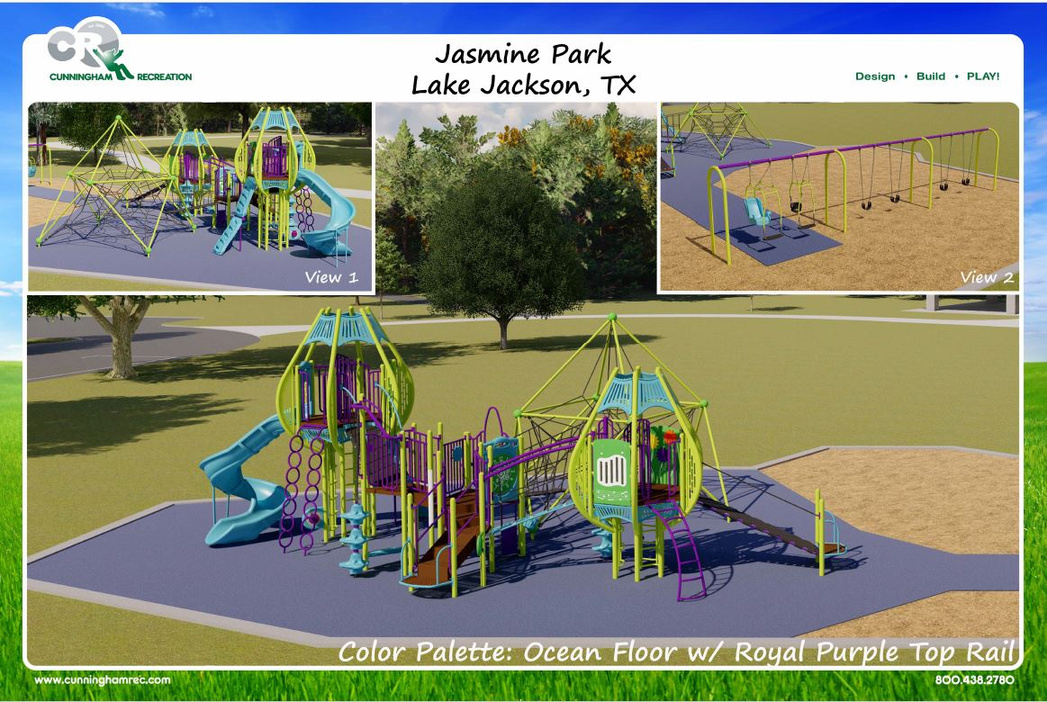 Jasmine Park
Lake Jackson, TX
CRX
CUNNINGHAM RECREATION
Design • Build • PLAY!
View 1
View 2
Color Palette: Ocean Floor w/ Royal Purple Top Rail
www.cunninghamrec.com
800.438.2780